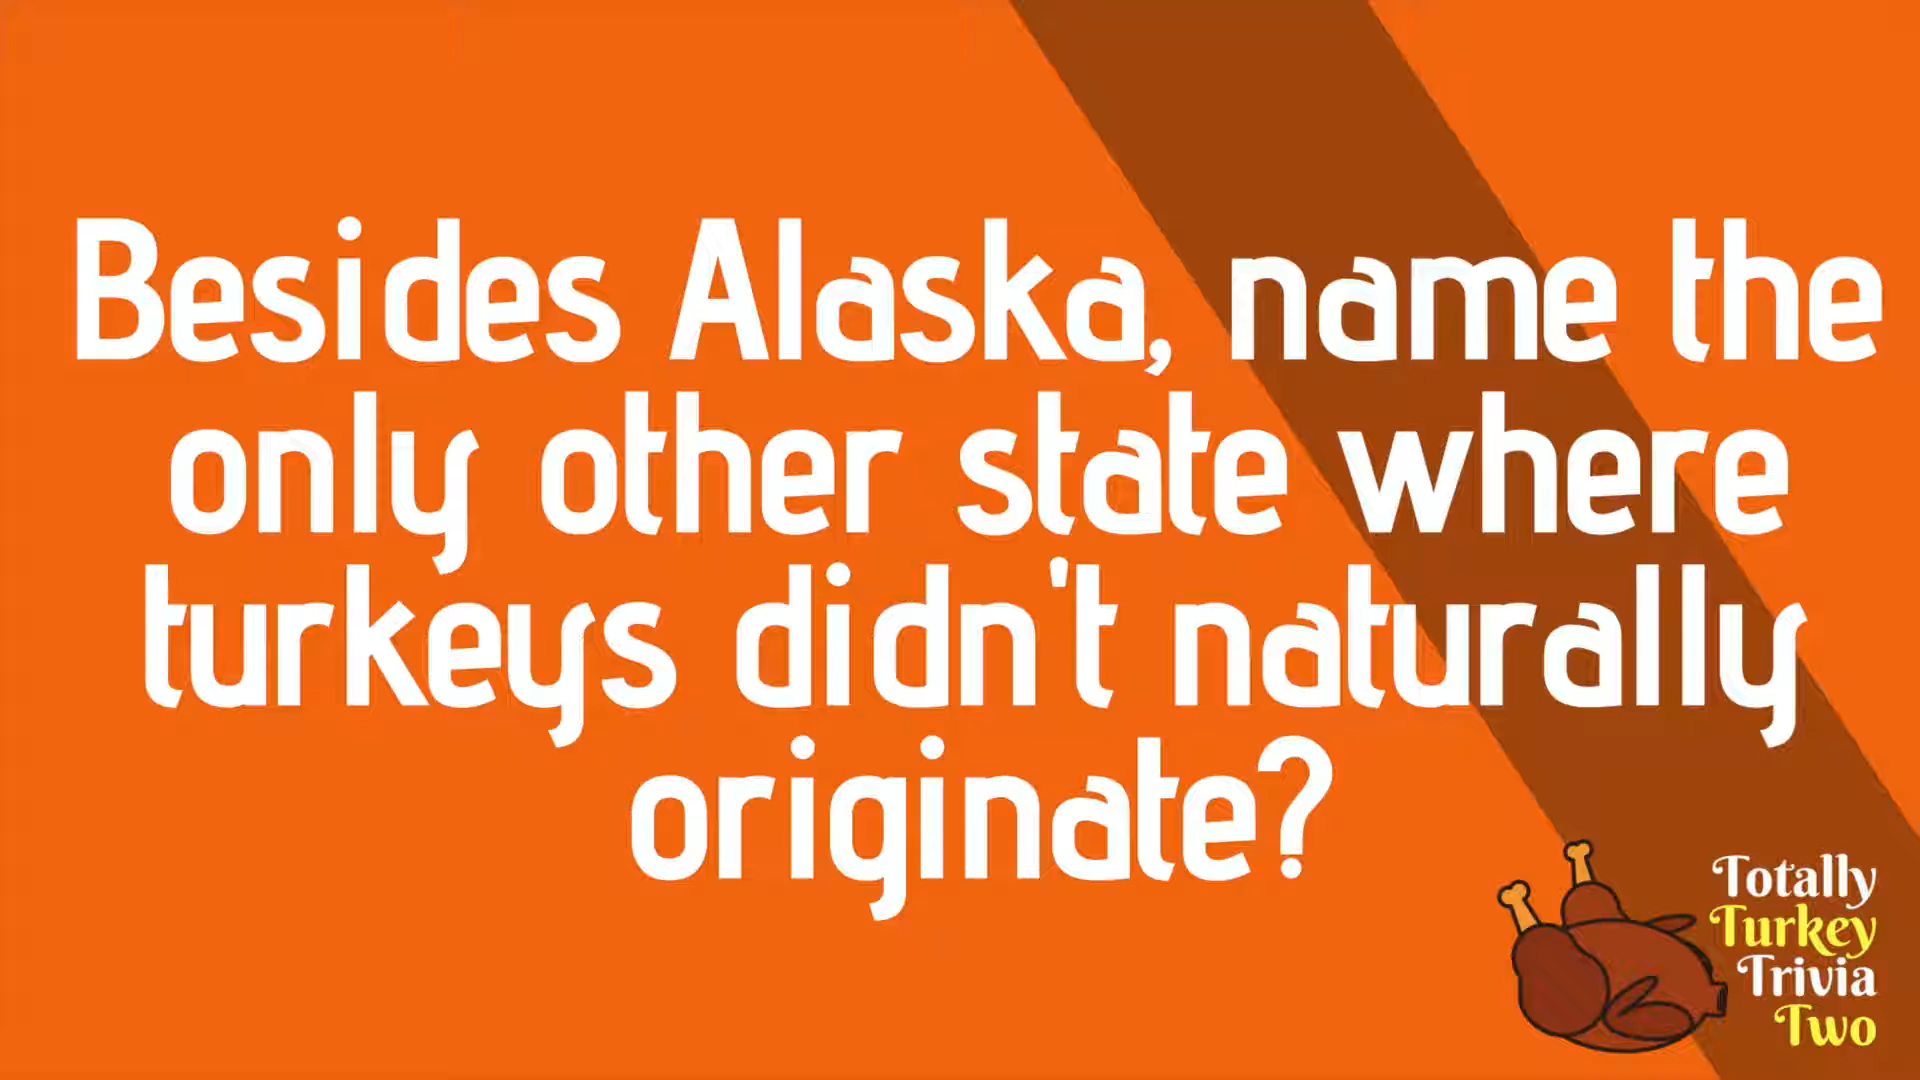 Besides Alaska, name the
only other state where
turkeys didn't naturally
originate?
Totally
Turkey
Trivia
Two